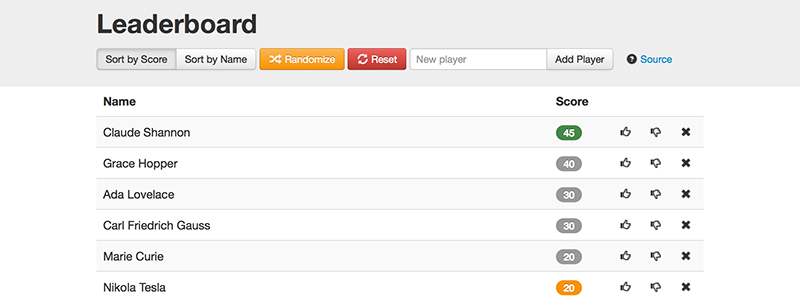 Leaderboard
Sort by Score Sort by Name Randomize Reset New player Add Player ? Source
Name Score
Claude Shannon 45
Grace Hopper 40
Ada Lovelace 30
Carl Friedrich Gauss 30
Marie Curie 20
Nikola Tesla 20